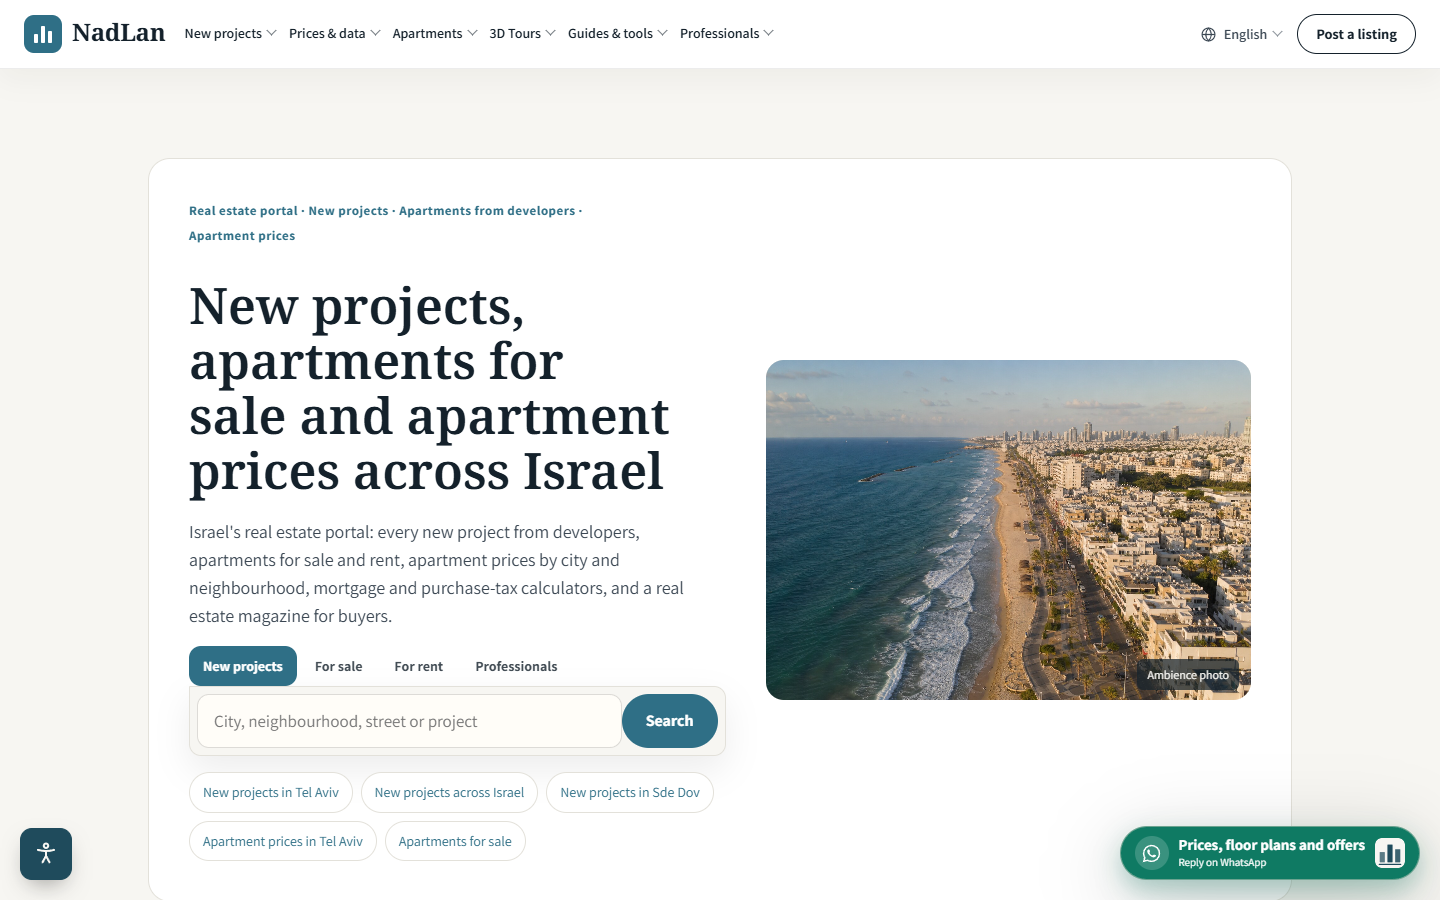 NadLan
New projects
Prices & data
Apartments
3D Tours
Guides & tools
Professionals
English
Post a listing
Real estate portal · New projects · Apartments from developers ·
Apartment prices
New projects,
apartments for
sale and apartment
prices across Israel
Israel's real estate portal: every new project from developers,
apartments for sale and rent, apartment prices by city and
neighbourhood, mortgage and purchase-tax calculators, and a real
estate magazine for buyers.
New projects
For sale
For rent
Professionals
City, neighbourhood, street or project
Search
New projects in Tel Aviv
New projects across Israel
New projects in Sde Dov
Apartment prices in Tel Aviv
Apartments for sale
Ambience photo
Prices, floor plans and offers
Reply on WhatsApp